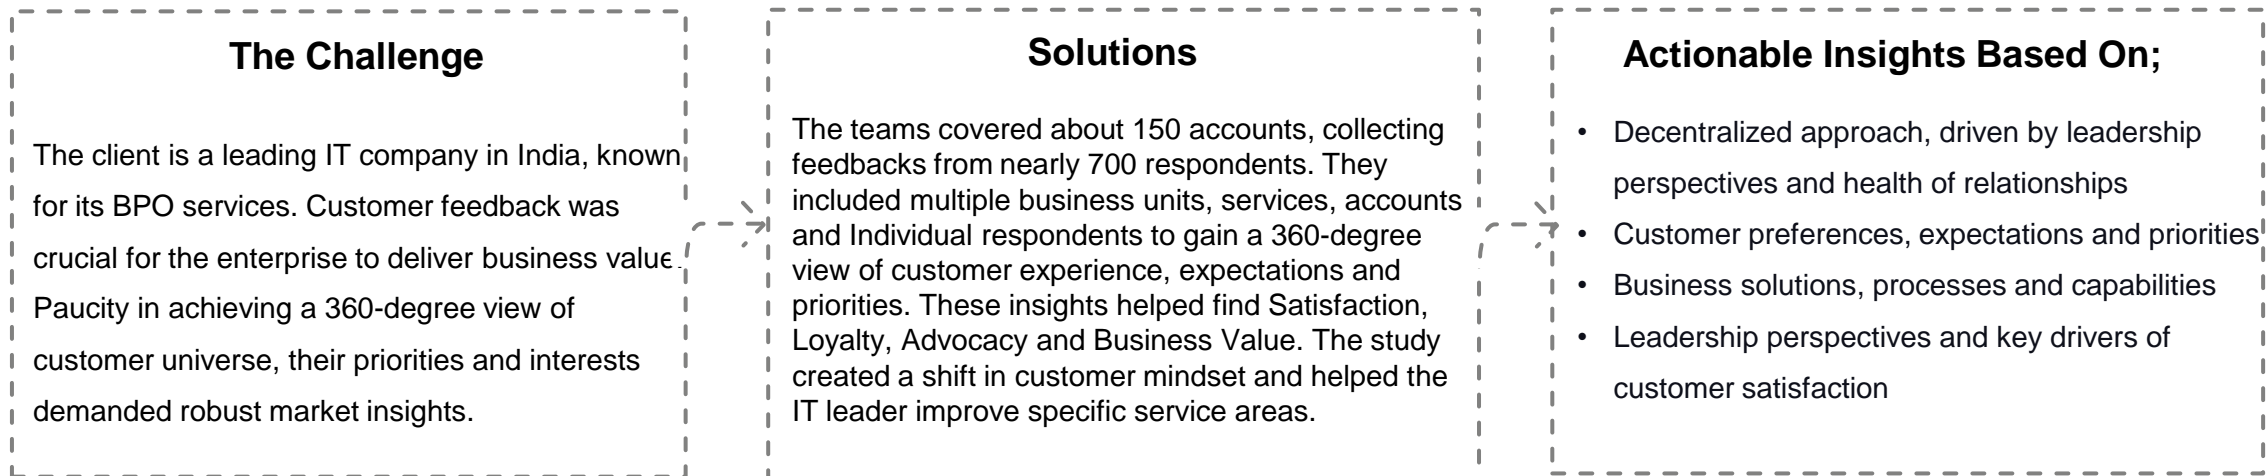 The Challenge
The client is a leading IT company in India, known
for its BPO services. Customer feedback was
crucial for the enterprise to deliver business value.
Paucity in achieving a 360-degree view of
customer universe, their priorities and interests
demanded robust market insights.
Solutions
The teams covered about 150 accounts, collecting
feedbacks from nearly 700 respondents. They
included multiple business units, services, accounts
and Individual respondents to gain a 360-degree
view of customer experience, expectations and
priorities. These insights helped find Satisfaction,
Loyalty, Advocacy and Business Value. The study
created a shift in customer mindset and helped the
IT leader improve specific service areas.
Actionable Insights Based On;
• Decentralized approach, driven by leadership
perspectives and health of relationships
• Customer preferences, expectations and priorities
• Business solutions, processes and capabilities
• Leadership perspectives and key drivers of
customer satisfaction